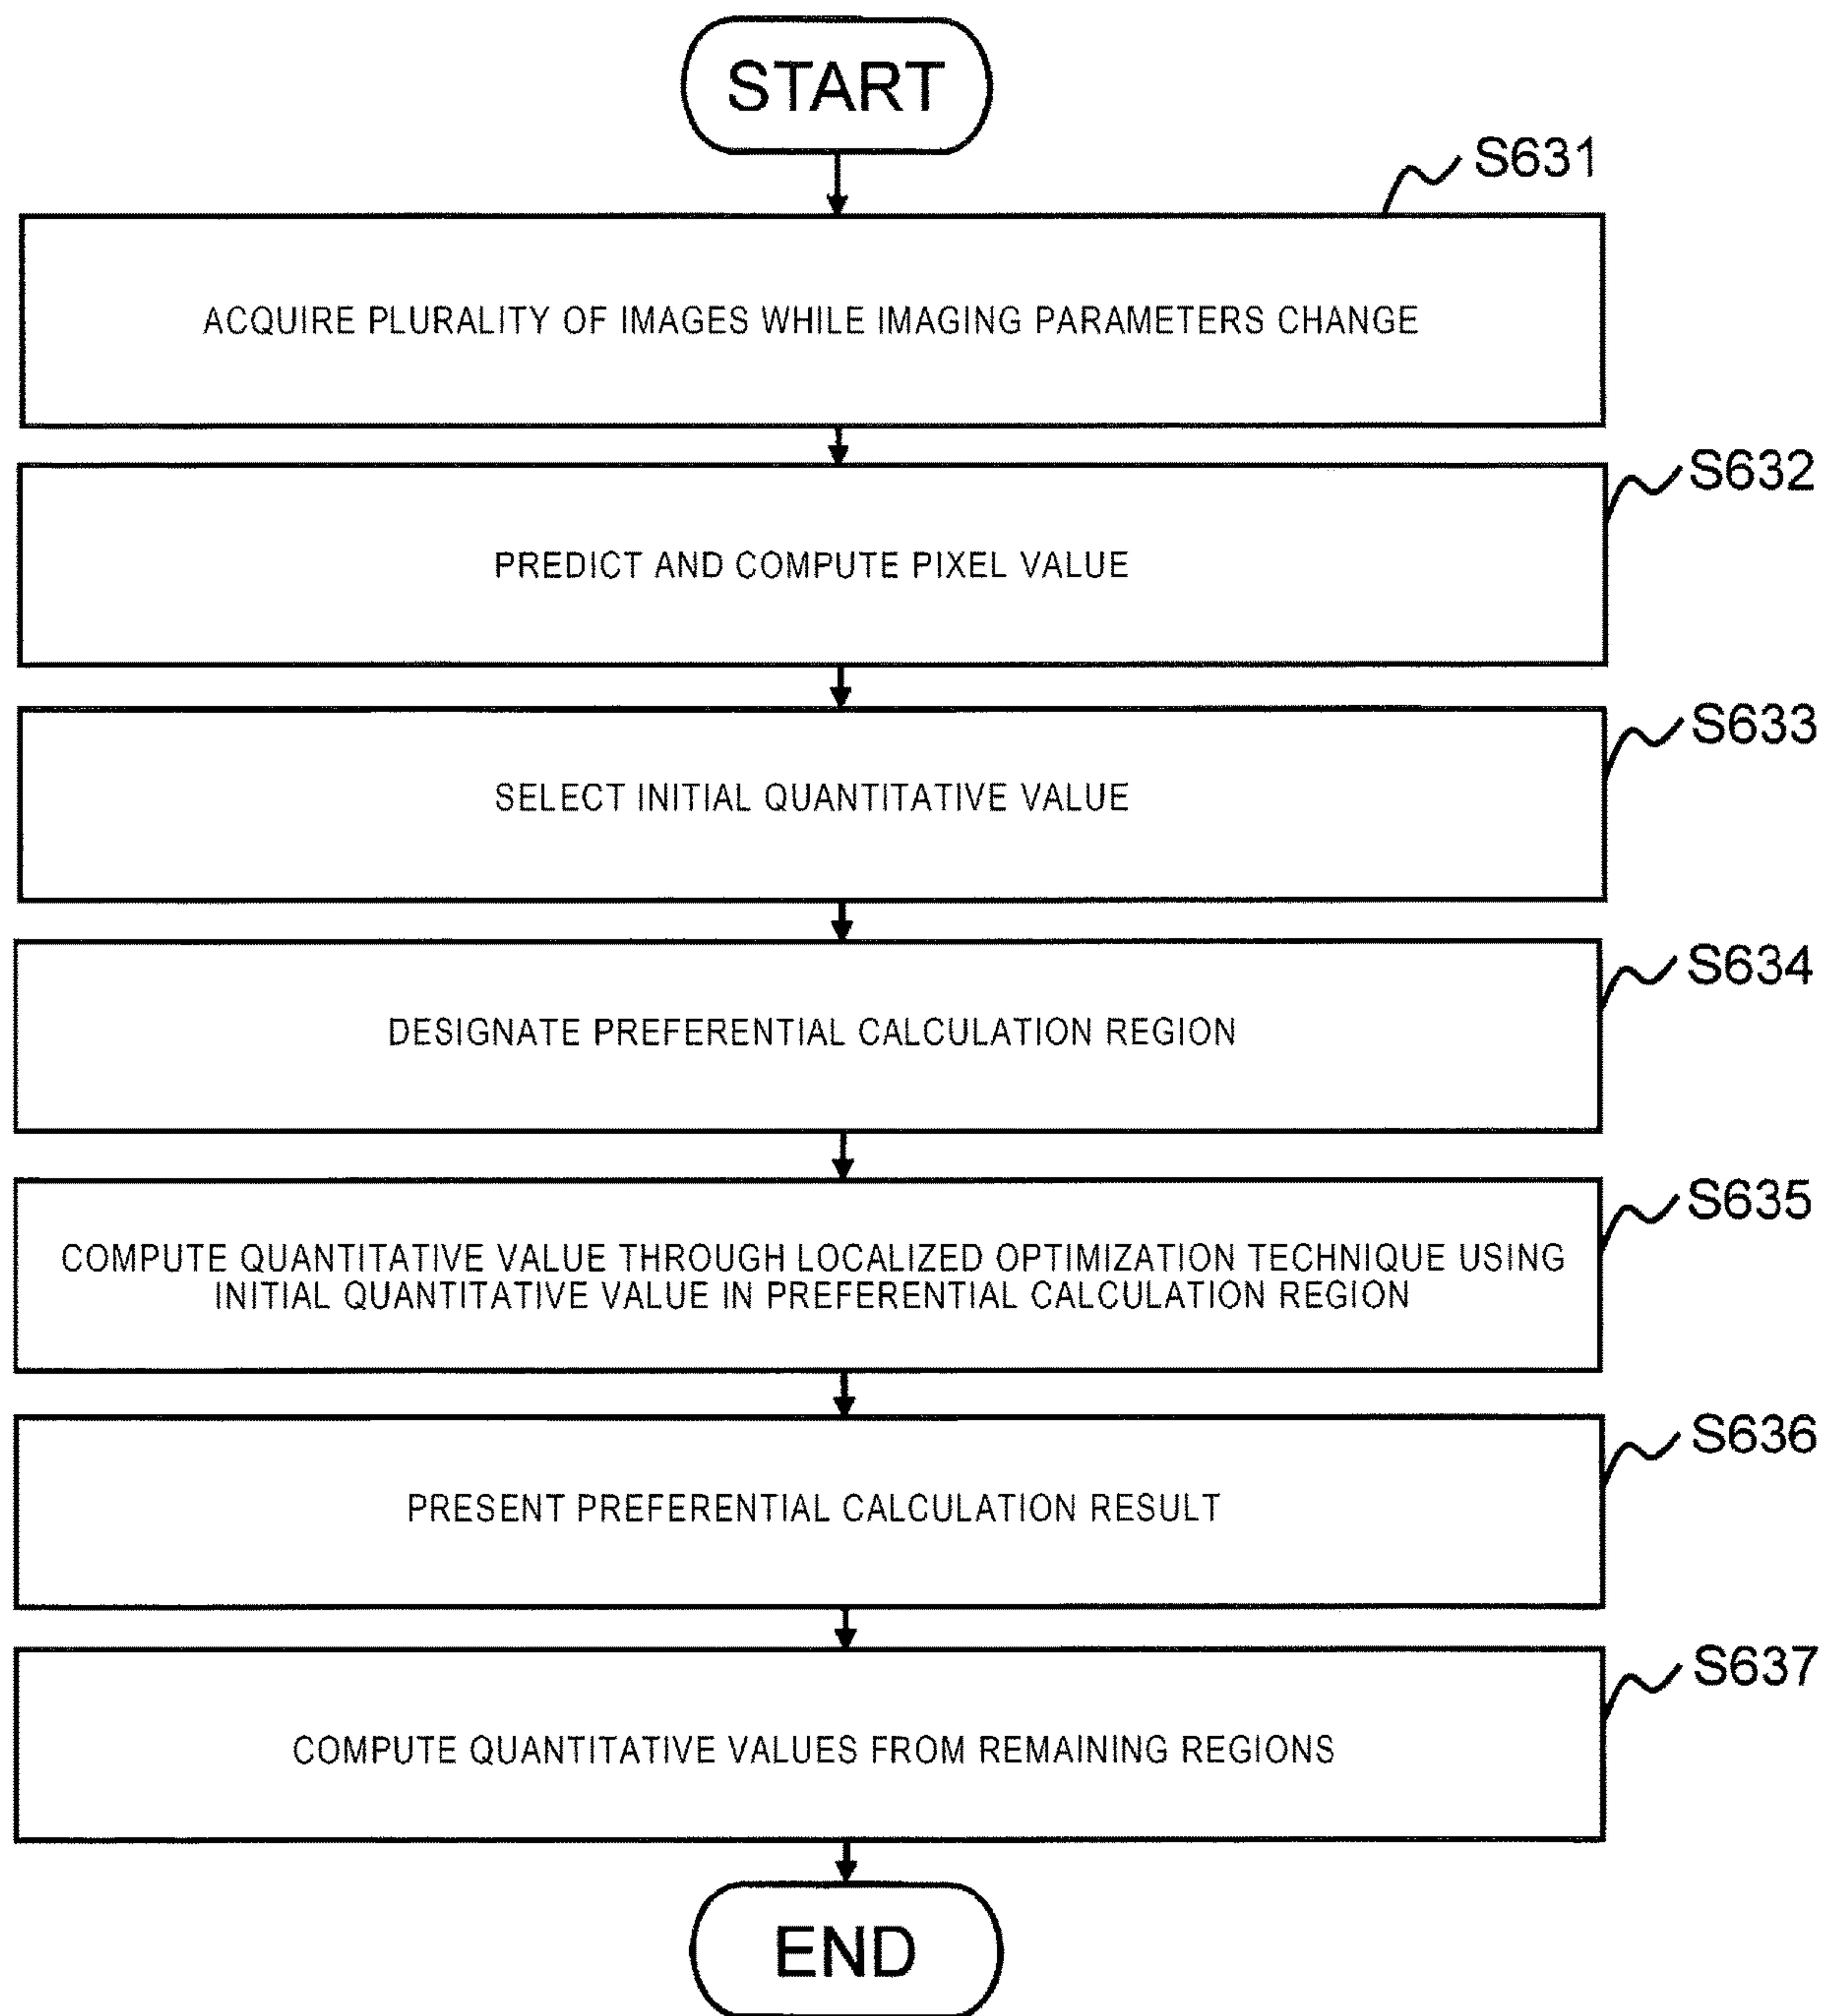 START
S631
ACQUIRE PLURALITY OF IMAGES WHILE IMAGING PARAMETERS CHANGE
S632
PREDICT AND COMPUTE PIXEL VALUE
S633
SELECT INITIAL QUANTITATIVE VALUE
S634
DESIGNATE PREFERENTIAL CALCULATION REGION
S635
COMPUTE QUANTITATIVE VALUE THROUGH LOCALIZED OPTIMIZATION TECHNIQUE USING
INITIAL QUANTITATIVE VALUE IN PREFERENTIAL CALCULATION REGION
S636
PRESENT PREFERENTIAL CALCULATION RESULT
S637
COMPUTE QUANTITATIVE VALUES FROM REMAINING REGIONS
END